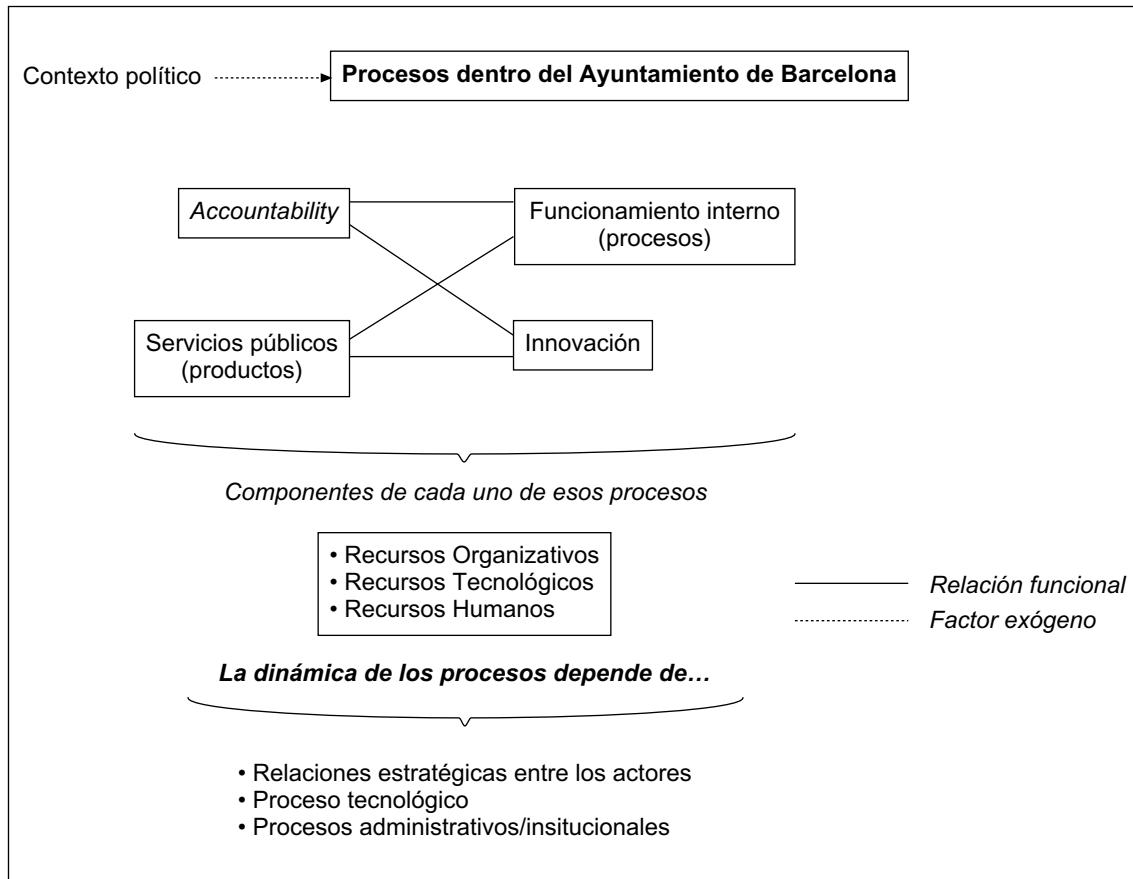 Contexto político
Procesos dentro del Ayuntamiento de Barcelona
Accountability
Funcionamiento interno
(procesos)
Servicios públicos
(productos)
Innovación
Componentes de cada uno de esos procesos
• Recursos Organizativos
• Recursos Tecnológicos
• Recursos Humanos
Relación funcional
Factor exógeno
La dinámica de los procesos depende de…
• Relaciones estratégicas entre los actores
• Proceso tecnológico
• Procesos administrativos/insitucionales